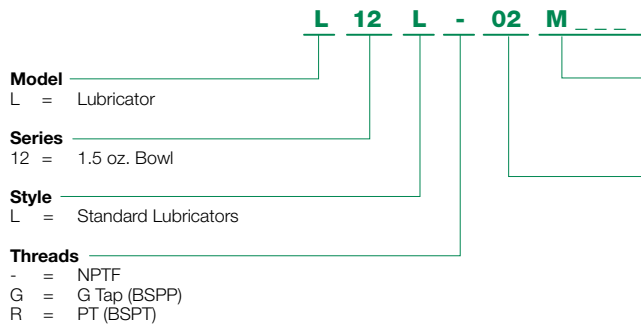 L 12 L - 02 M _ _ _
Model
L = Lubricator
Series
12 = 1.5 oz. Bowl
Style
L = Standard Lubricators
Threads
- = NPTF
G = G Tap (BSPP)
R = PT (BSPT)